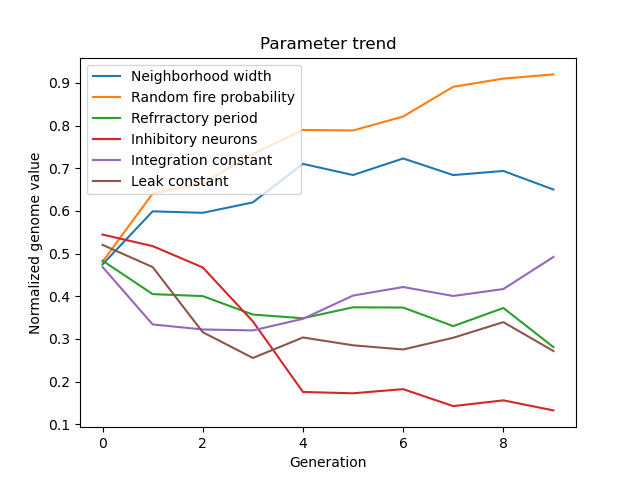 Parameter trend
Neighborhood width
Random fire probability
Refrractory period
Inhibitory neurons
Integration constant
Leak constant
Normalized genome value
0.9
0.8
0.7
0.6
0.5
0.4
0.3
0.2
0.1
0 2 4 6 8
Generation